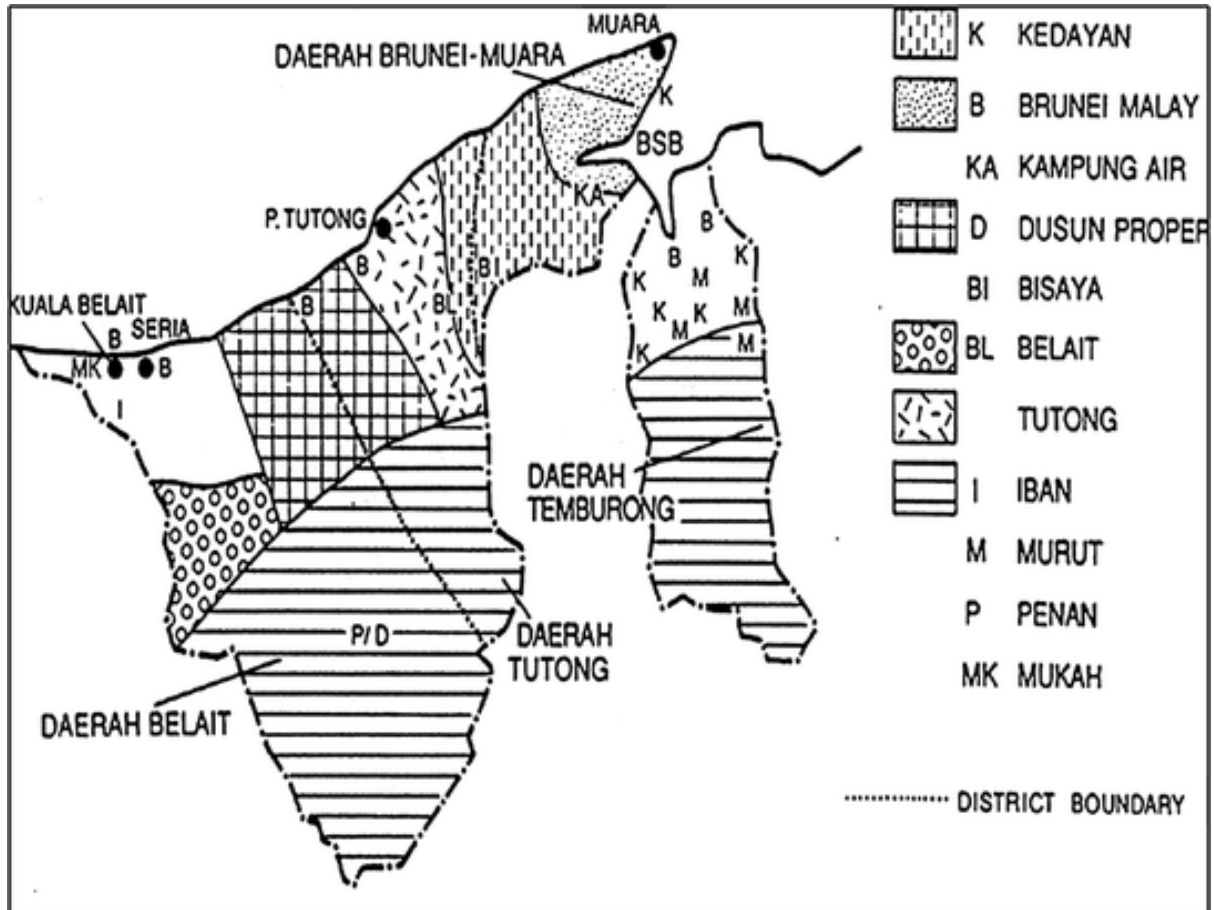 MUARA
DAERAH BRUNEI-MUARA
K
BSB
KA
P. TUTONG
B
B
BL
BI
B
KUALA BELAIT
B
SERIA
MK
B
I
B
B
K
K
M
K
K
M
M
K
M
DAERAH
TEMBURONG
P/D
DAERAH
TUTONG
DAERAH BELAIT
K KEDAYAN
B BRUNEI MALAY
KA KAMPUNG AIR
D DUSUN PROPER
BI BISAYA
BL BELAIT
TUTONG
I IBAN
M MURUT
P PENAN
MK MUKAH
DISTRICT BOUNDARY